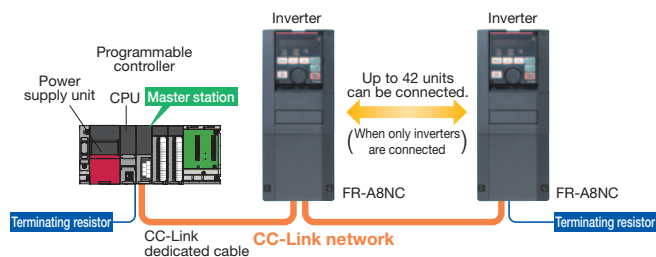 Inverter
Inverter
Programmable
controller
Power
supply unit
CPU
Master station
Up to 42 units
can be connected.
(When only inverters
are connected)
FR-A8NC
FR-A8NC
Terminating resistor
Terminating resistor
CC-Link
dedicated cable
CC-Link network